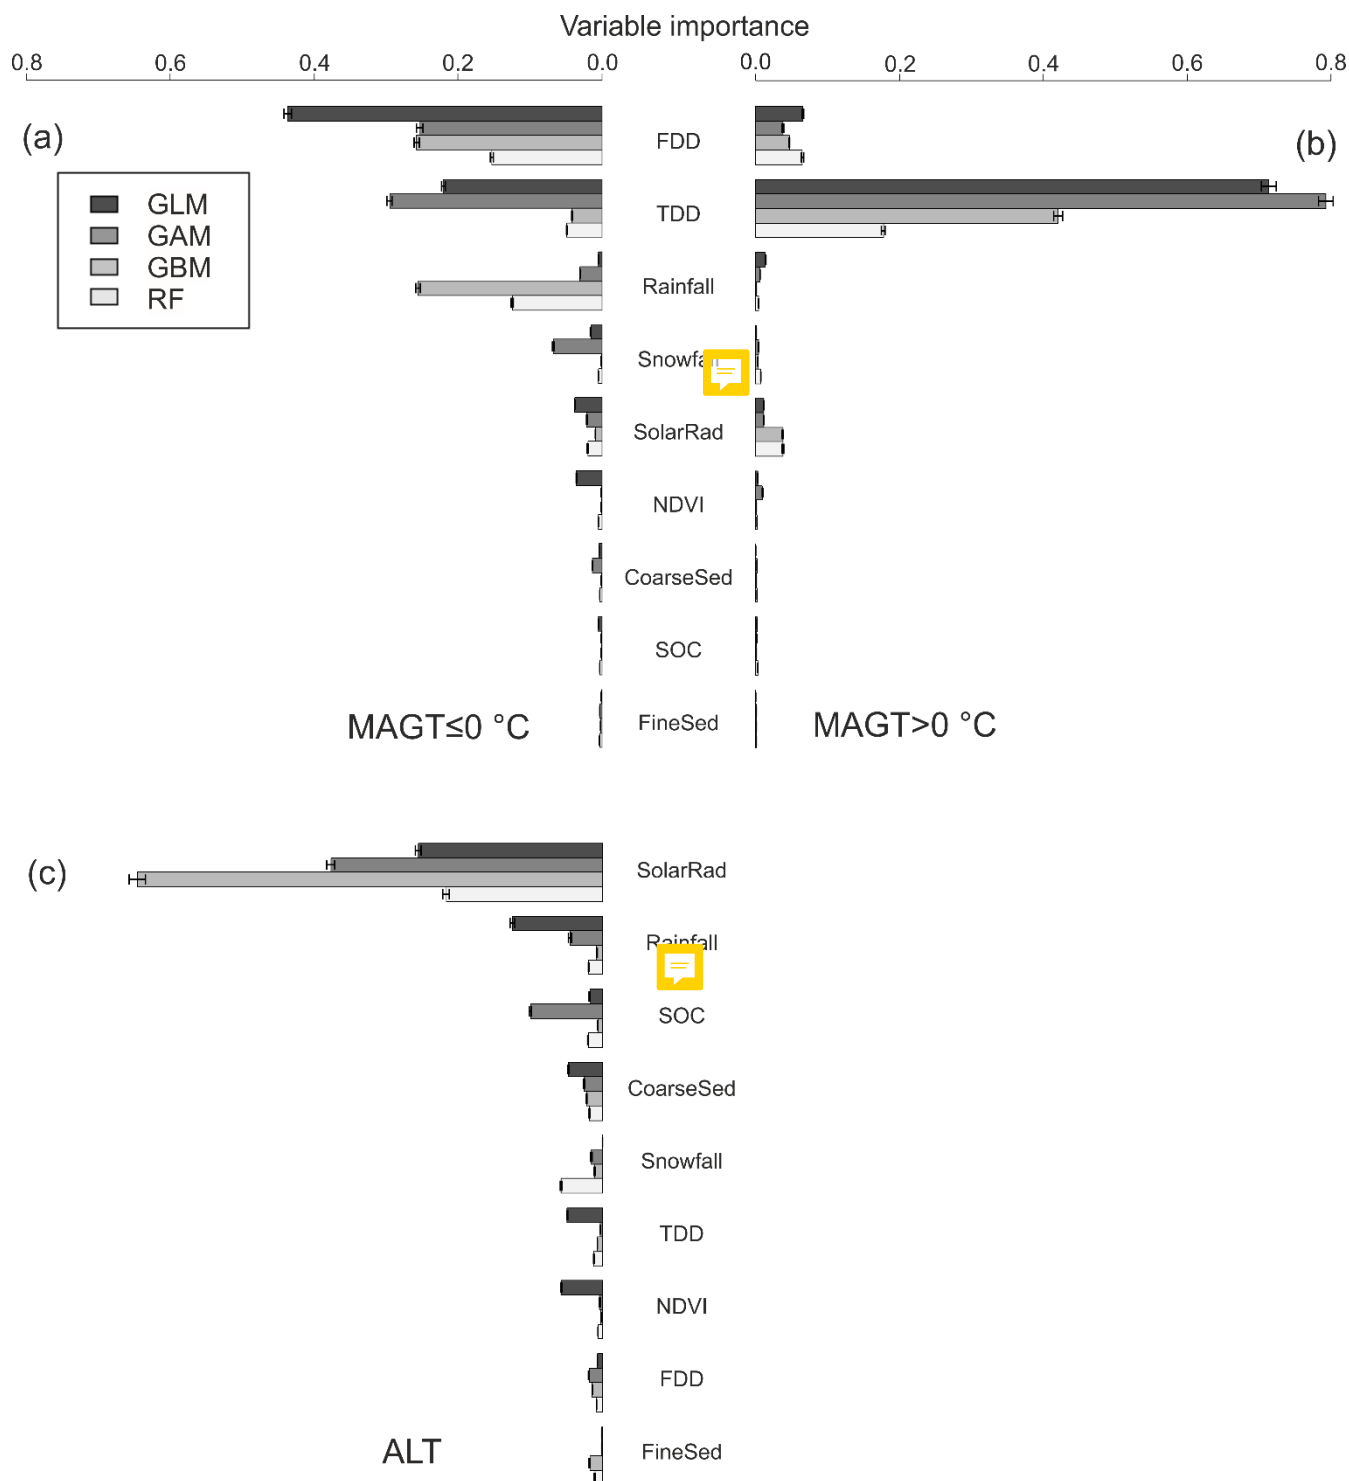 Variable importance
0.8 0.6 0.4 0.2 0.0 0.0 0.2 0.4 0.6 0.8
(a) FDD (b)
GLM
GAM
GBM
RF
TDD
Rainfall
Snowfall
SolarRad
NDVI
CoarseSed
SOC
MAGT≤0 °C FineSed MAGT>0 °C
(c) SolarRad
Rainfall
SOC
CoarseSed
Snowfall
TDD
NDVI
FDD
ALT FineSed